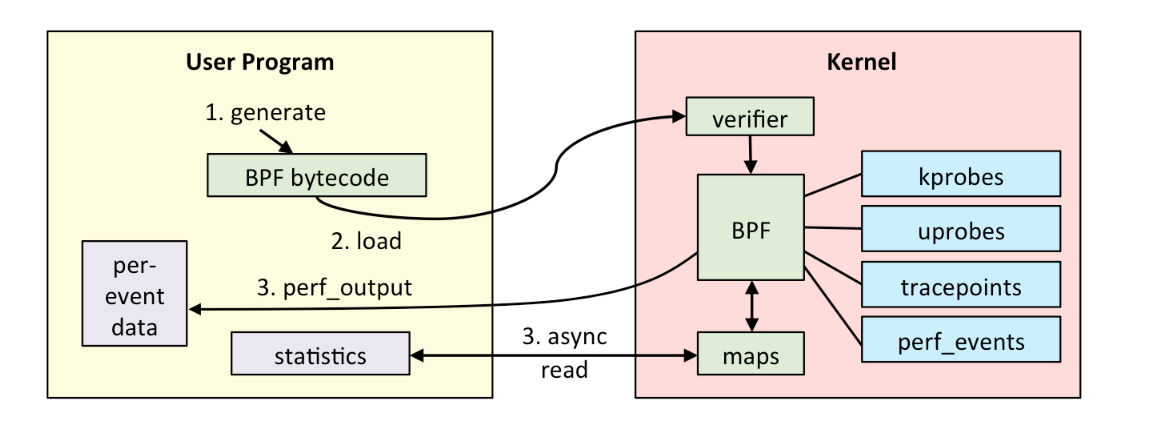 User Program
1. generate
BPF bytecode
2. load
per-
event
data
3. perf_output
statistics
3. async
read
Kernel
verifier
BPF
maps
kprobes
uprobes
tracepoints
perf_events